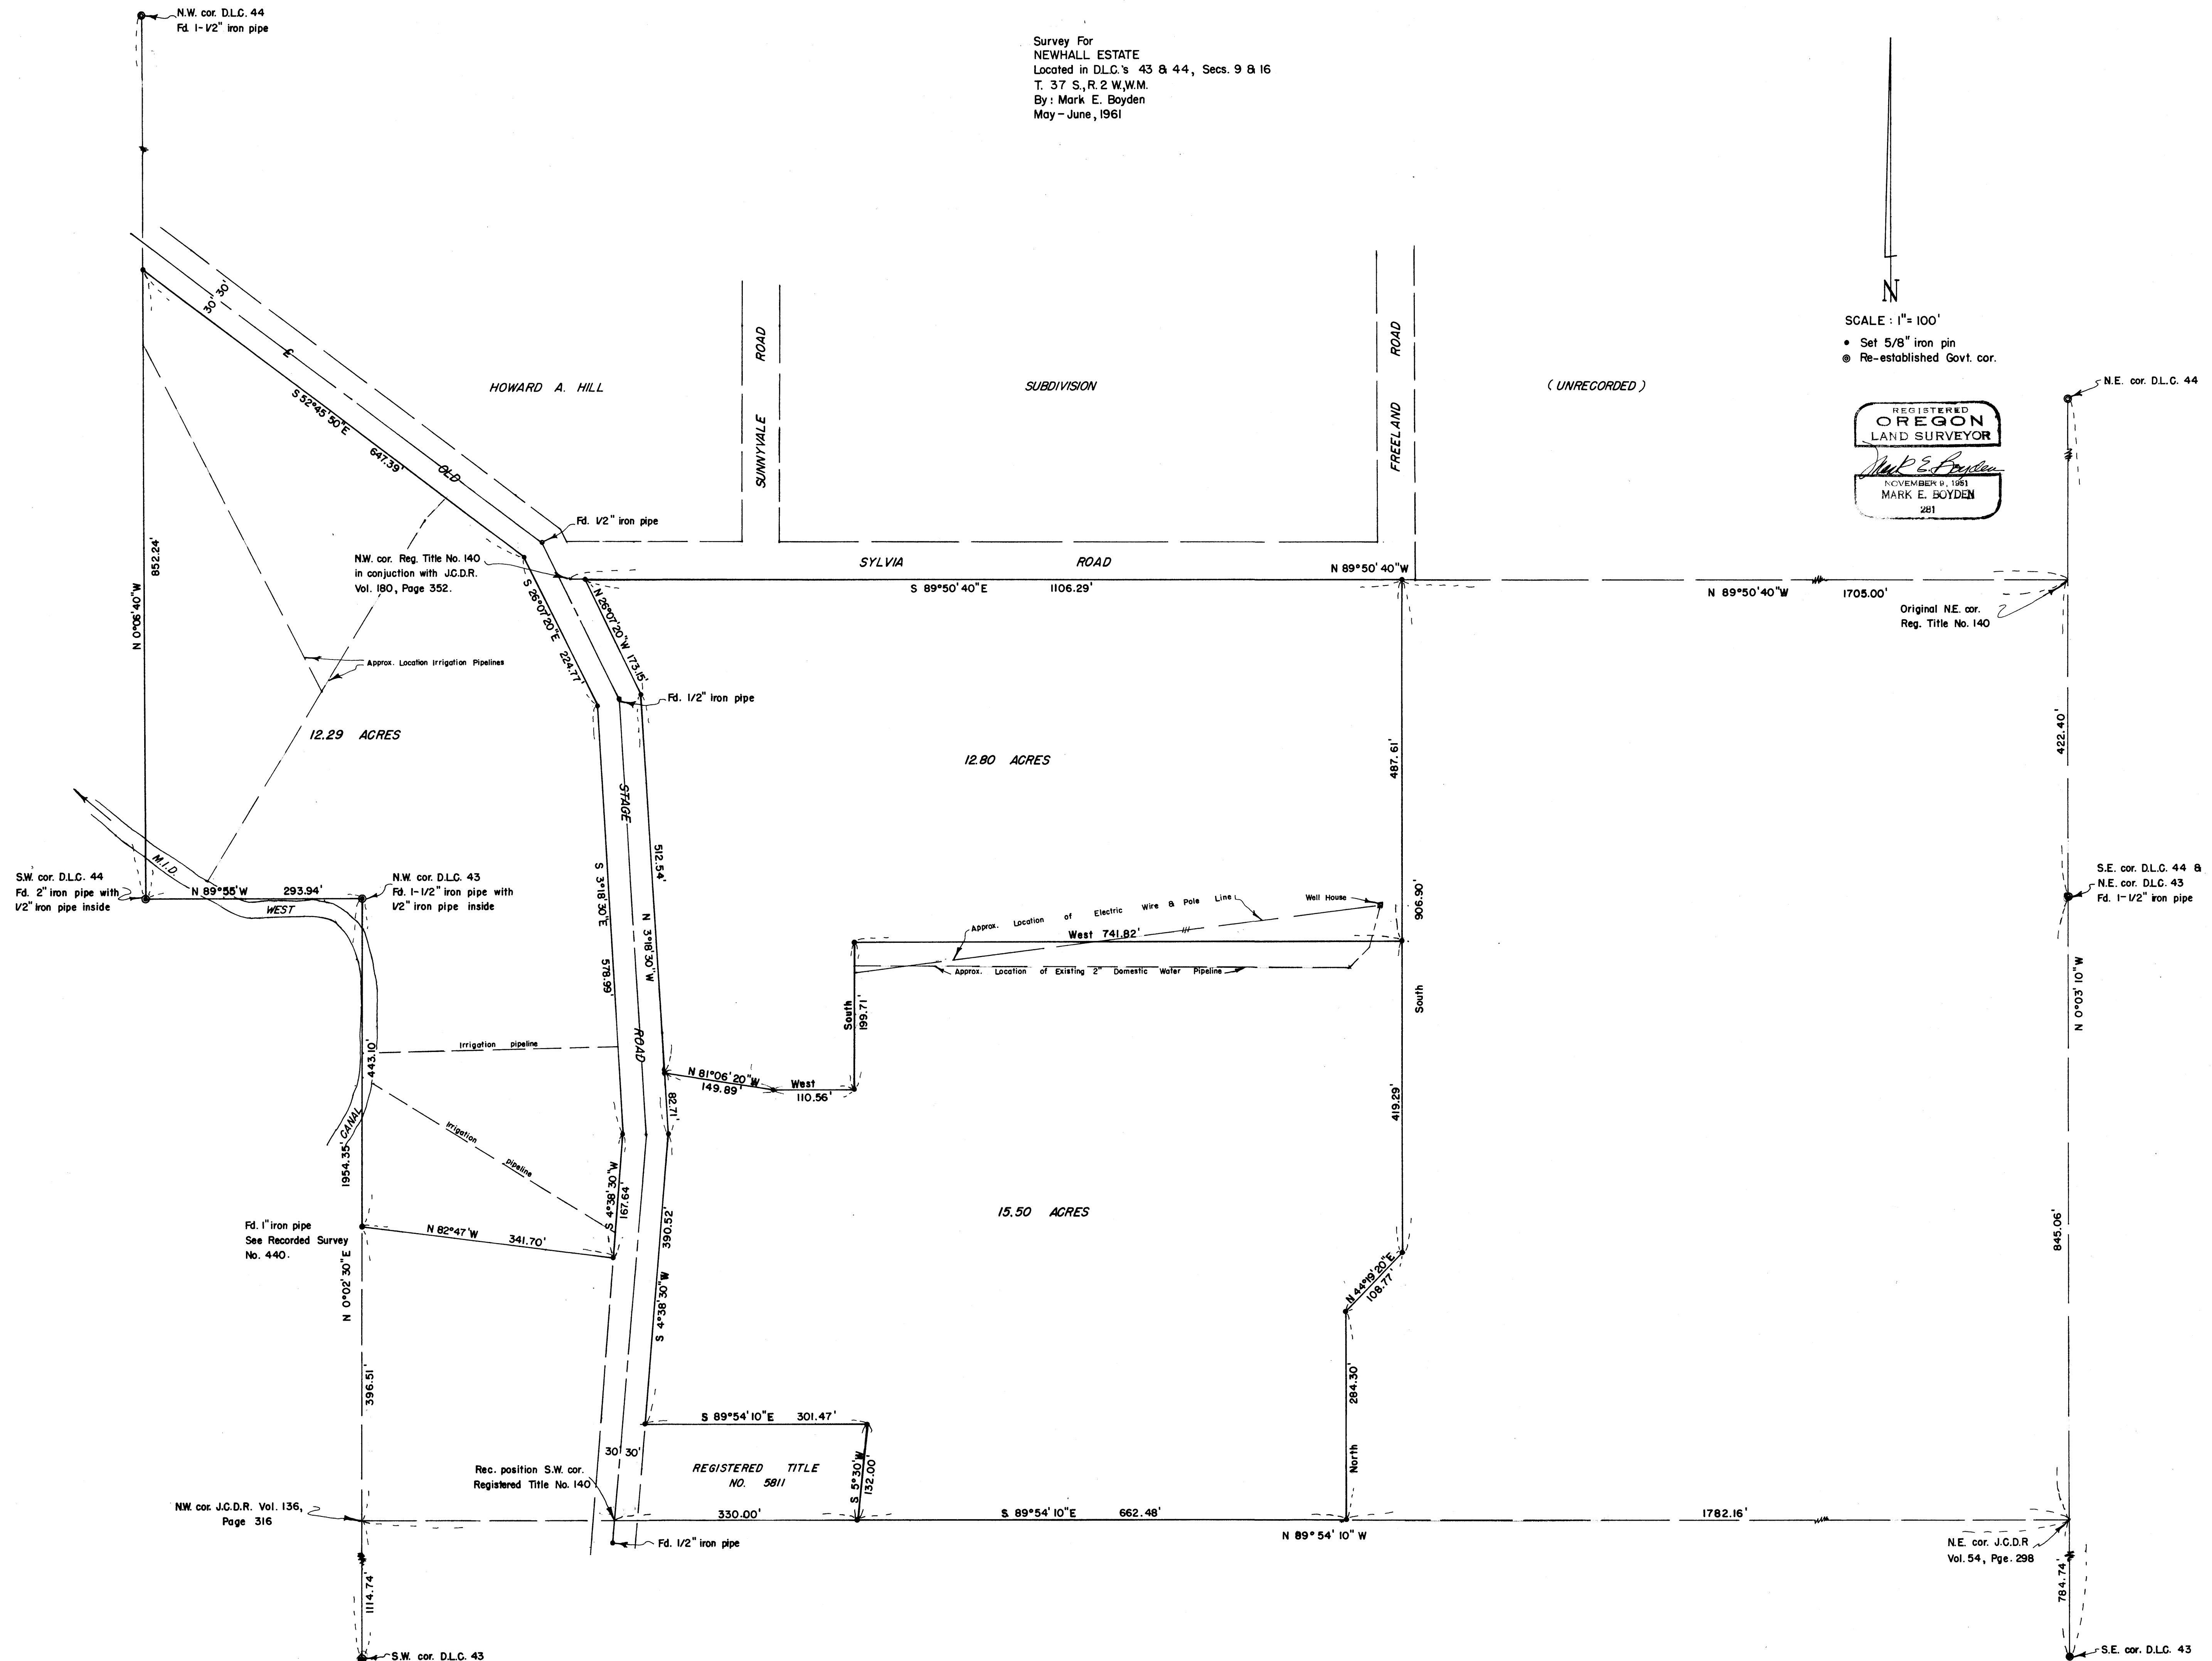 N.W. cor. D.L.C. 44
Fd. 1-1/2" iron pipe
Survey For
NEWHALL ESTATE
Located in D.L.C.'s 43 & 44, Secs. 9 & 16
T. 37 S., R. 2 W., W.M.
By: Mark E. Boyden
May - June, 1961
N
SCALE : 1" = 100'
Set 5/8" iron pin
Re-established Govt. cor.
REGISTERED
OREGON
LAND SURVEYOR
Mark E. Boyden
NOVEMBER 9, 1951
MARK E. BOYDEN
281
N.E. cor. D.L.C. 44
30' 30'
S 52°45'50"E
647.39'
OLD
HOWARD A. HILL
SUBDIVISION
( UNRECORDED )
SUNNYVALE ROAD
FREELAND ROAD
Fd. 1/2" iron pipe
N.W. cor. Reg. Title No. 140
in conjuction with J.C.D.R.
Vol. 180, Page 352.
SYLVIA ROAD
N 89°50'40"W
S 89°50'40"E 1106.29'
N 89°50'40"W 1705.00'
Original N.E. cor.
Reg. Title No. 140
N 0°06'40"W
852.24'
S 26°07'20"E 224.77'
N 26°07'20"W 173.15'
Approx. Location Irrigation Pipelines
Fd. 1/2" iron pipe
12.29 ACRES
12.80 ACRES
487.61'
422.40'
STAGE
512.54'
M.I.D.
S.W. cor. D.L.C. 44
Fd. 2" iron pipe with
1/2" iron pipe inside
N 89°55'W 293.94'
WEST
N.W. cor. D.L.C. 43
Fd. 1-1/2" iron pipe with
1/2" iron pipe inside
S 3°18'30"E
578.99'
N 3°18'30"W
Approx. Location of Electric Wire & Pole Line
Well House
906.90'
West 741.82'
Approx. Location of Existing 2" Domestic Water Pipeline
South
199.71'
South
S.E. cor. D.L.C. 44 &
N.E. cor. D.L.C. 43
Fd. 1-1/2" iron pipe
N 0°03'10"W
ROAD
443.10'
Irrigation pipeline
N 81°06'20"W
149.89'
West
110.56'
82.71'
419.29'
CANAL
1954.35'
Irrigation pipeline
S 4°38'30"W
167.64'
15.50 ACRES
390.52'
845.06'
Fd. 1" iron pipe
See Recorded Survey
No. 440.
N 82°47'W 341.70'
N 0°02'30"E
S 4°38'30"W
N 44°19'20"E
108.77'
396.51'
284.30'
North
S 89°54'10"E 301.47'
30' 30'
Rec. position S.W. cor.
Registered Title No. 140
REGISTERED TITLE
NO. 5811
S 5°30'W
132.00'
N.W. cor. J.C.D.R. Vol. 136,
Page 316
330.00'
S 89°54'10"E 662.48'
N 89°54'10"W
1782.16'
Fd. 1/2" iron pipe
N.E. cor. J.C.D.R
Vol. 54, Pge. 298
1114.74'
784.74'
S.W. cor. D.L.C. 43
S.E. cor. D.L.C. 43